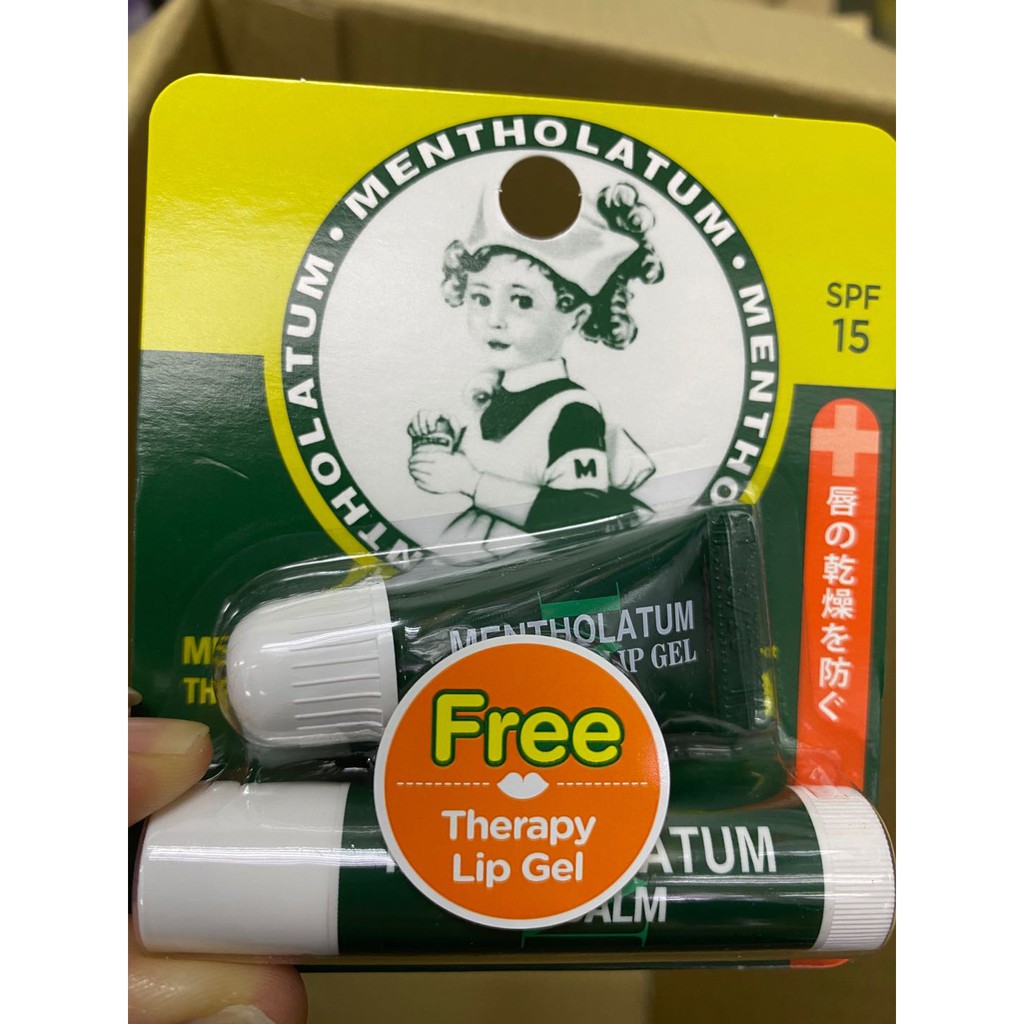 MENTHOLATUM • MENTHOLATUM • MENTHO
SPF
15
M
唇の乾燥を防ぐ
MENTHOLATUM
LIP GEL
Free
Therapy
Lip Gel
ATUM
BALM